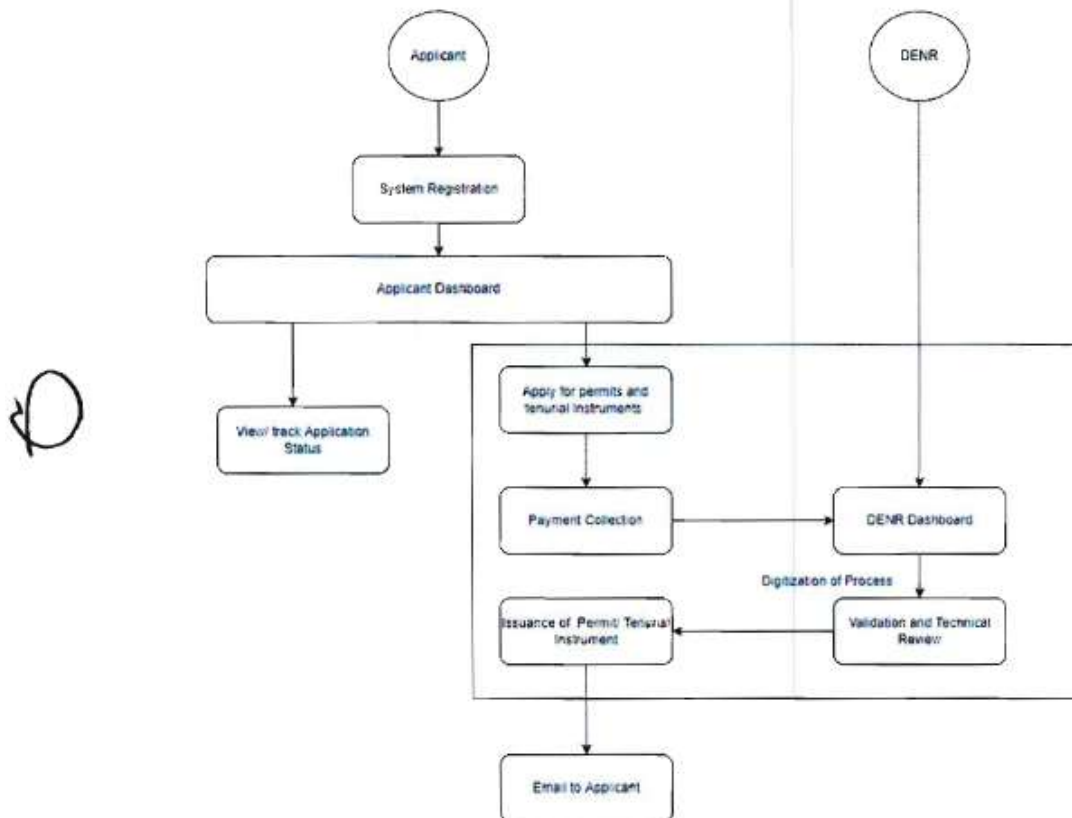 Applicant
DENR
System Registration
Applicant Dashboard
Apply for permits and
tenurial Instruments
View/ track Application
Status
Payment Collection
DENR Dashboard
Digitization of Process
Issuance of Permit/ Tenurial
Instrument
Validation and Technical
Review
Email to Applicant